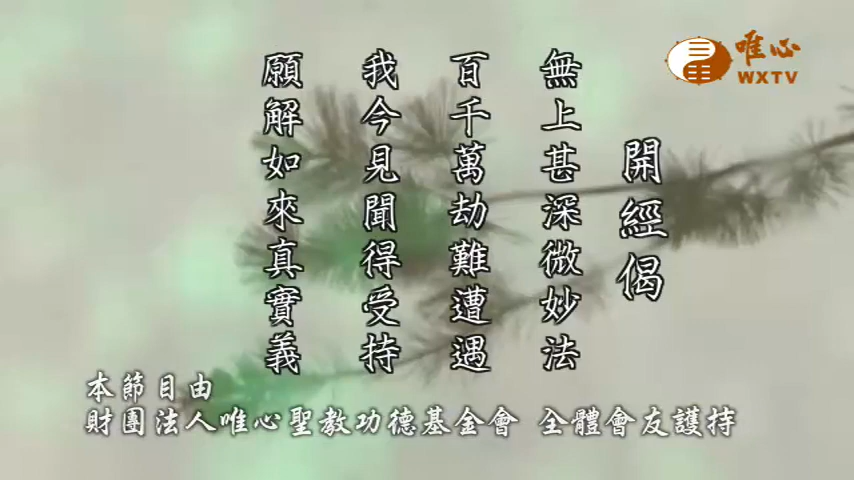 開經偈
無上甚深微妙法
百千萬劫難遭遇
我今見聞得受持
願解如來真實義
唯心
WXTV
本節目由
財團法人唯心聖教功德基金會 全體會友護持